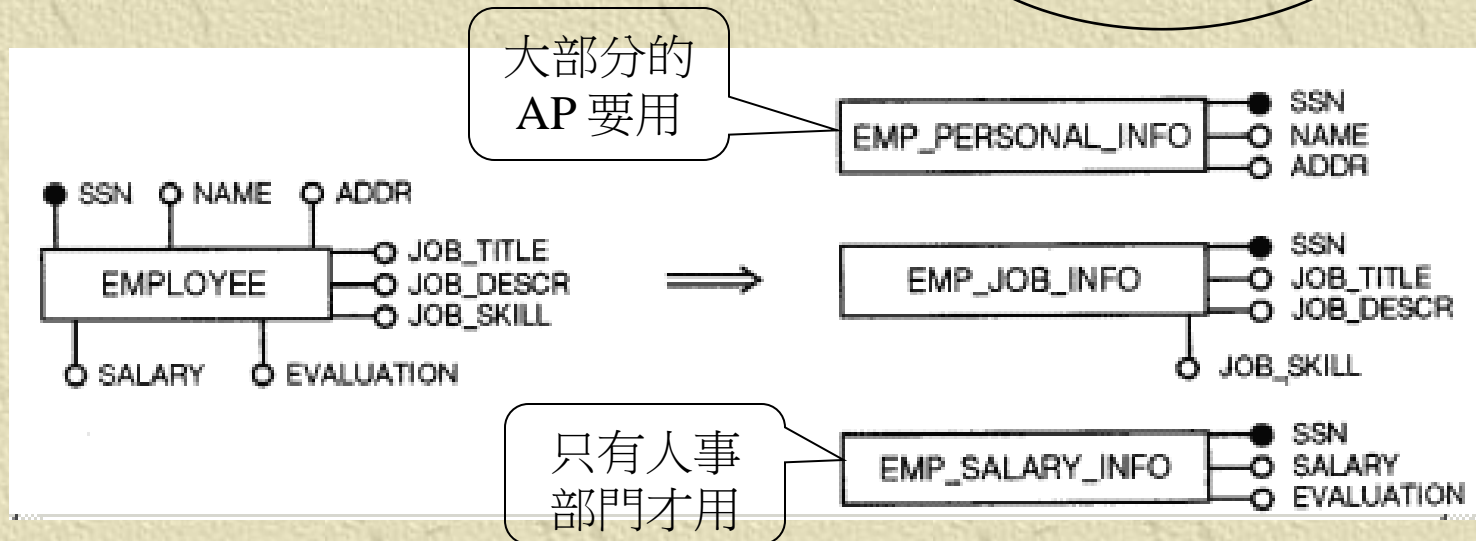 大部分的
AP 要用
SSN
NAME
ADDR
EMP_PERSONAL_INFO
SSN NAME ADDR
JOB_TITLE
JOB_DESCR
JOB_SKILL
EMPLOYEE
SALARY EVALUATION
SSN
JOB_TITLE
JOB_DESCR
EMP_JOB_INFO
JOB_SKILL
只有人事
部門才用
SSN
SALARY
EVALUATION
EMP_SALARY_INFO